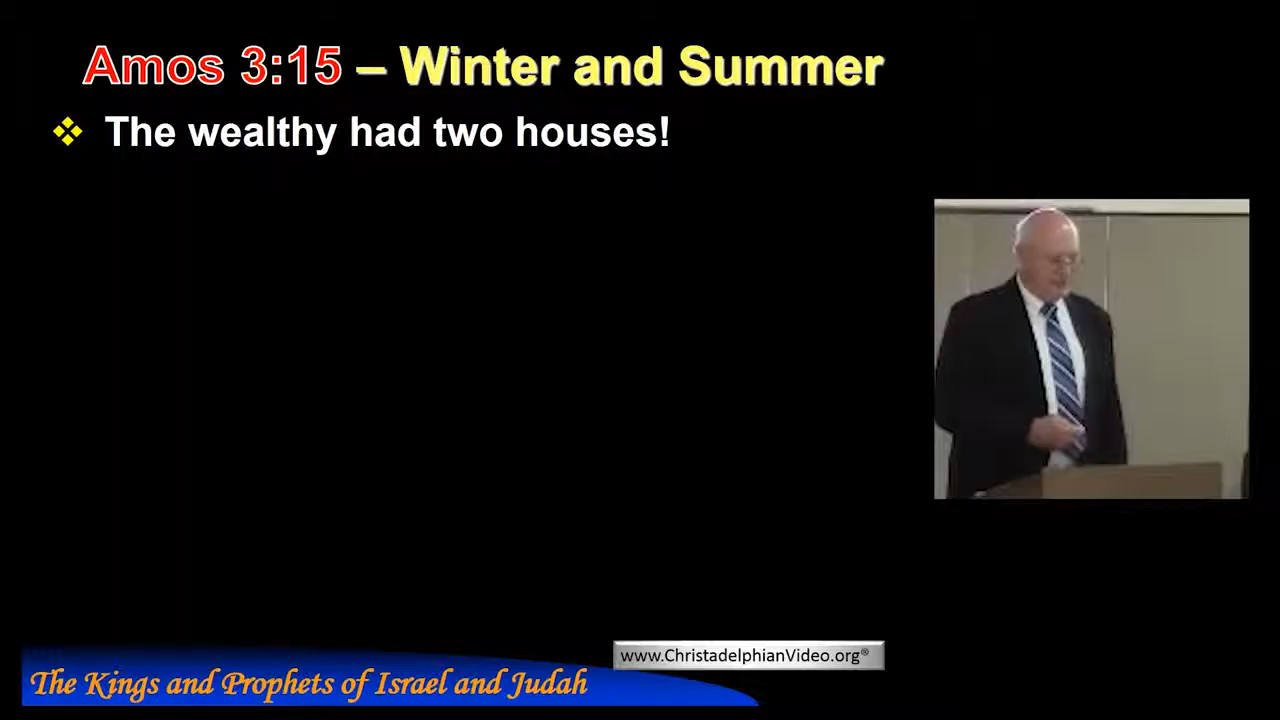 Amos 3:15 – Winter and Summer
❖ The wealthy had two houses!
www.ChristadelphianVideo.org®
The Kings and Prophets of Israel and Judah